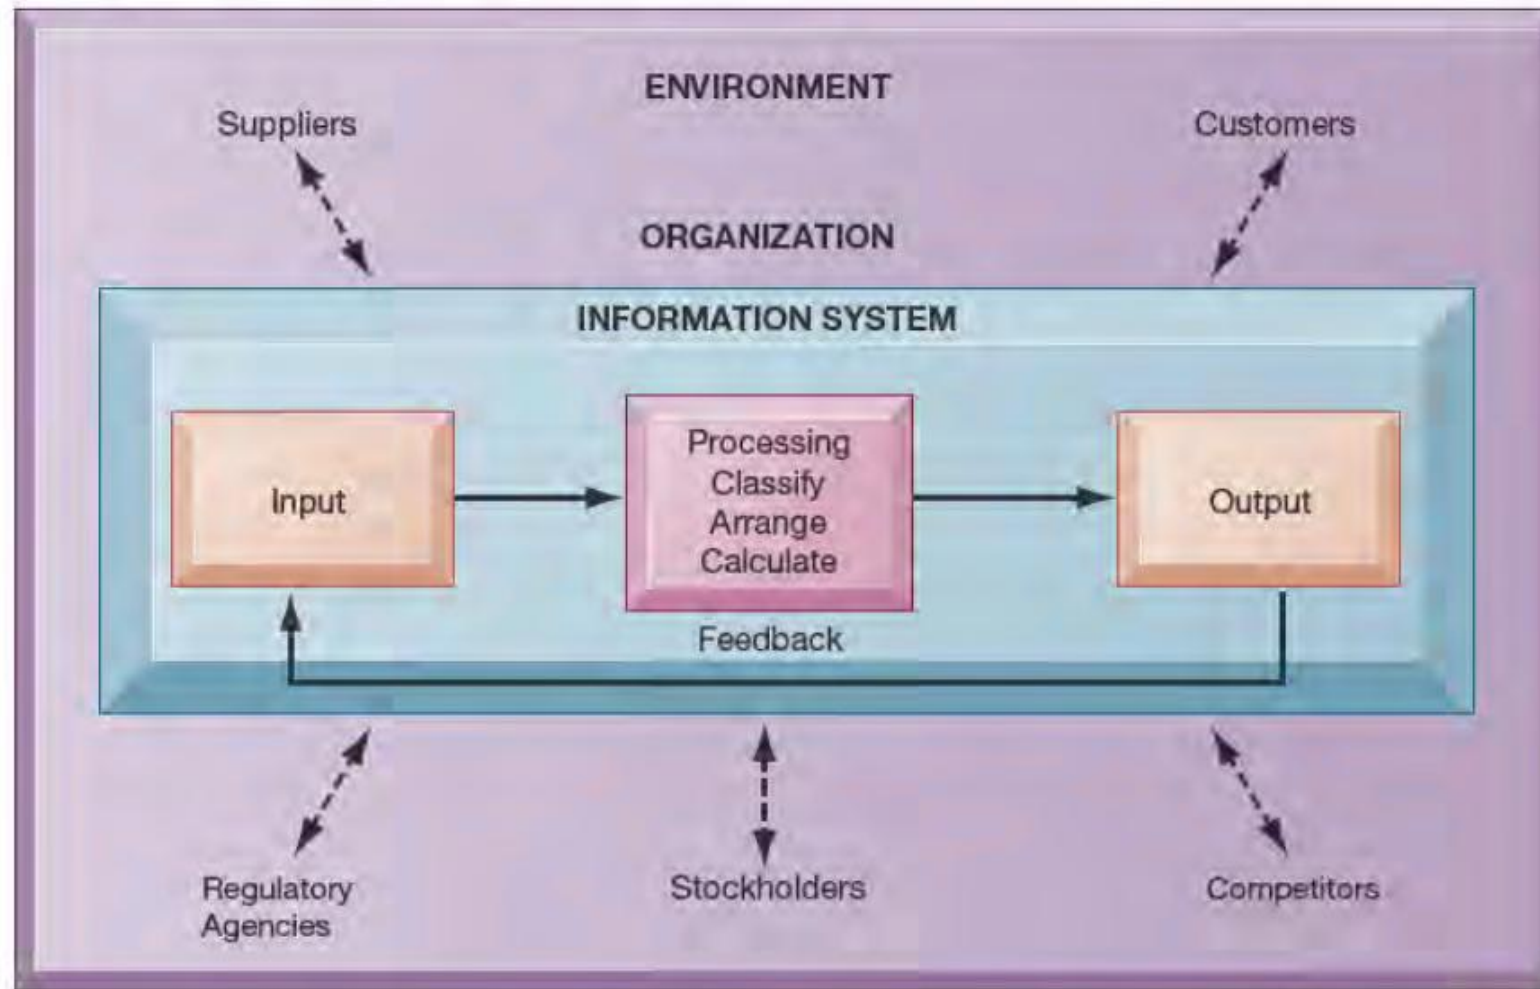 ENVIRONMENT
Suppliers
Customers
ORGANIZATION
INFORMATION SYSTEM
Input
Processing
Classify
Arrange
Calculate
Output
Feedback
Regulatory
Agencies
Stockholders
Competitors